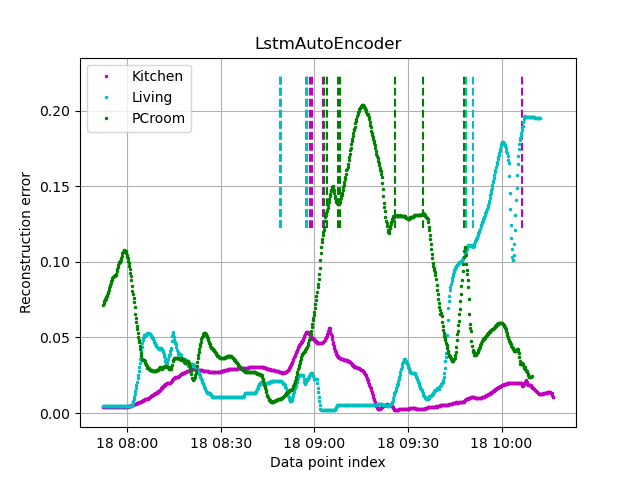 LstmAutoEncoder
Kitchen
Living
PCroom
Reconstruction error
0.20
0.15
0.10
0.05
0.00
18 08:00 18 08:30 18 09:00 18 09:30 18 10:00
Data point index